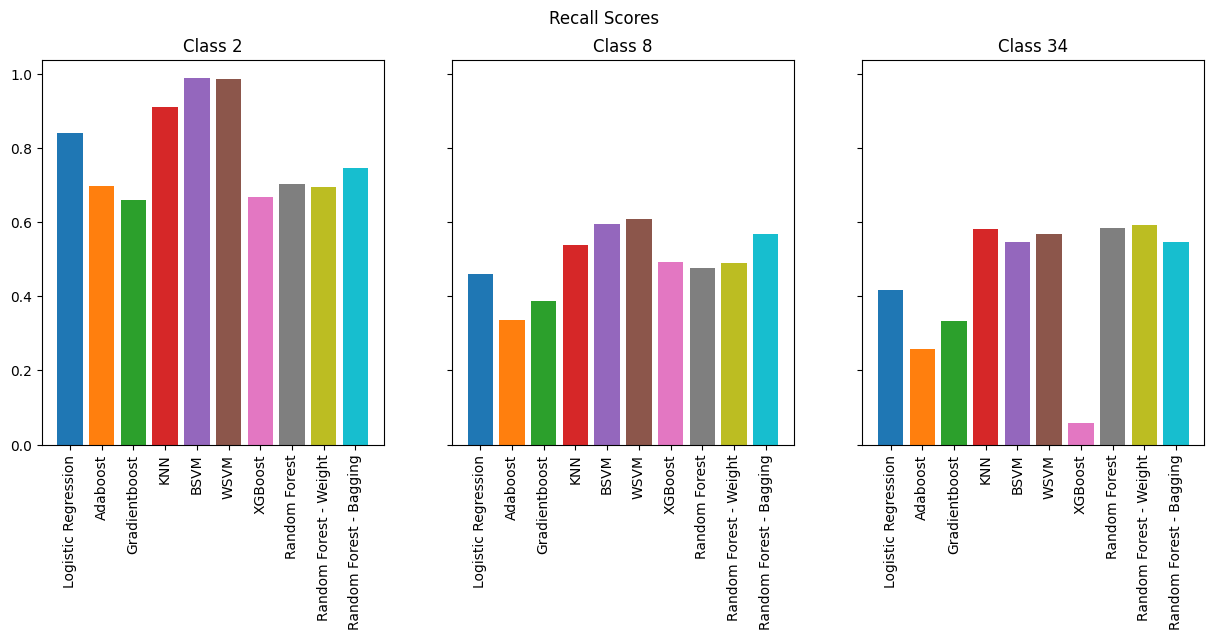 Recall Scores
Class 2
Class 8
Class 34
1.0
0.8
0.6
0.4
0.2
0.0
Logistic Regression
Adaboost
Gradientboost
KNN
BSVM
WSVM
XGBoost
Random Forest
Random Forest - Weight
Random Forest - Bagging
Logistic Regression
Adaboost
Gradientboost
KNN
BSVM
WSVM
XGBoost
Random Forest
Random Forest - Weight
Random Forest - Bagging
Logistic Regression
Adaboost
Gradientboost
KNN
BSVM
WSVM
XGBoost
Random Forest
Random Forest - Weight
Random Forest - Bagging